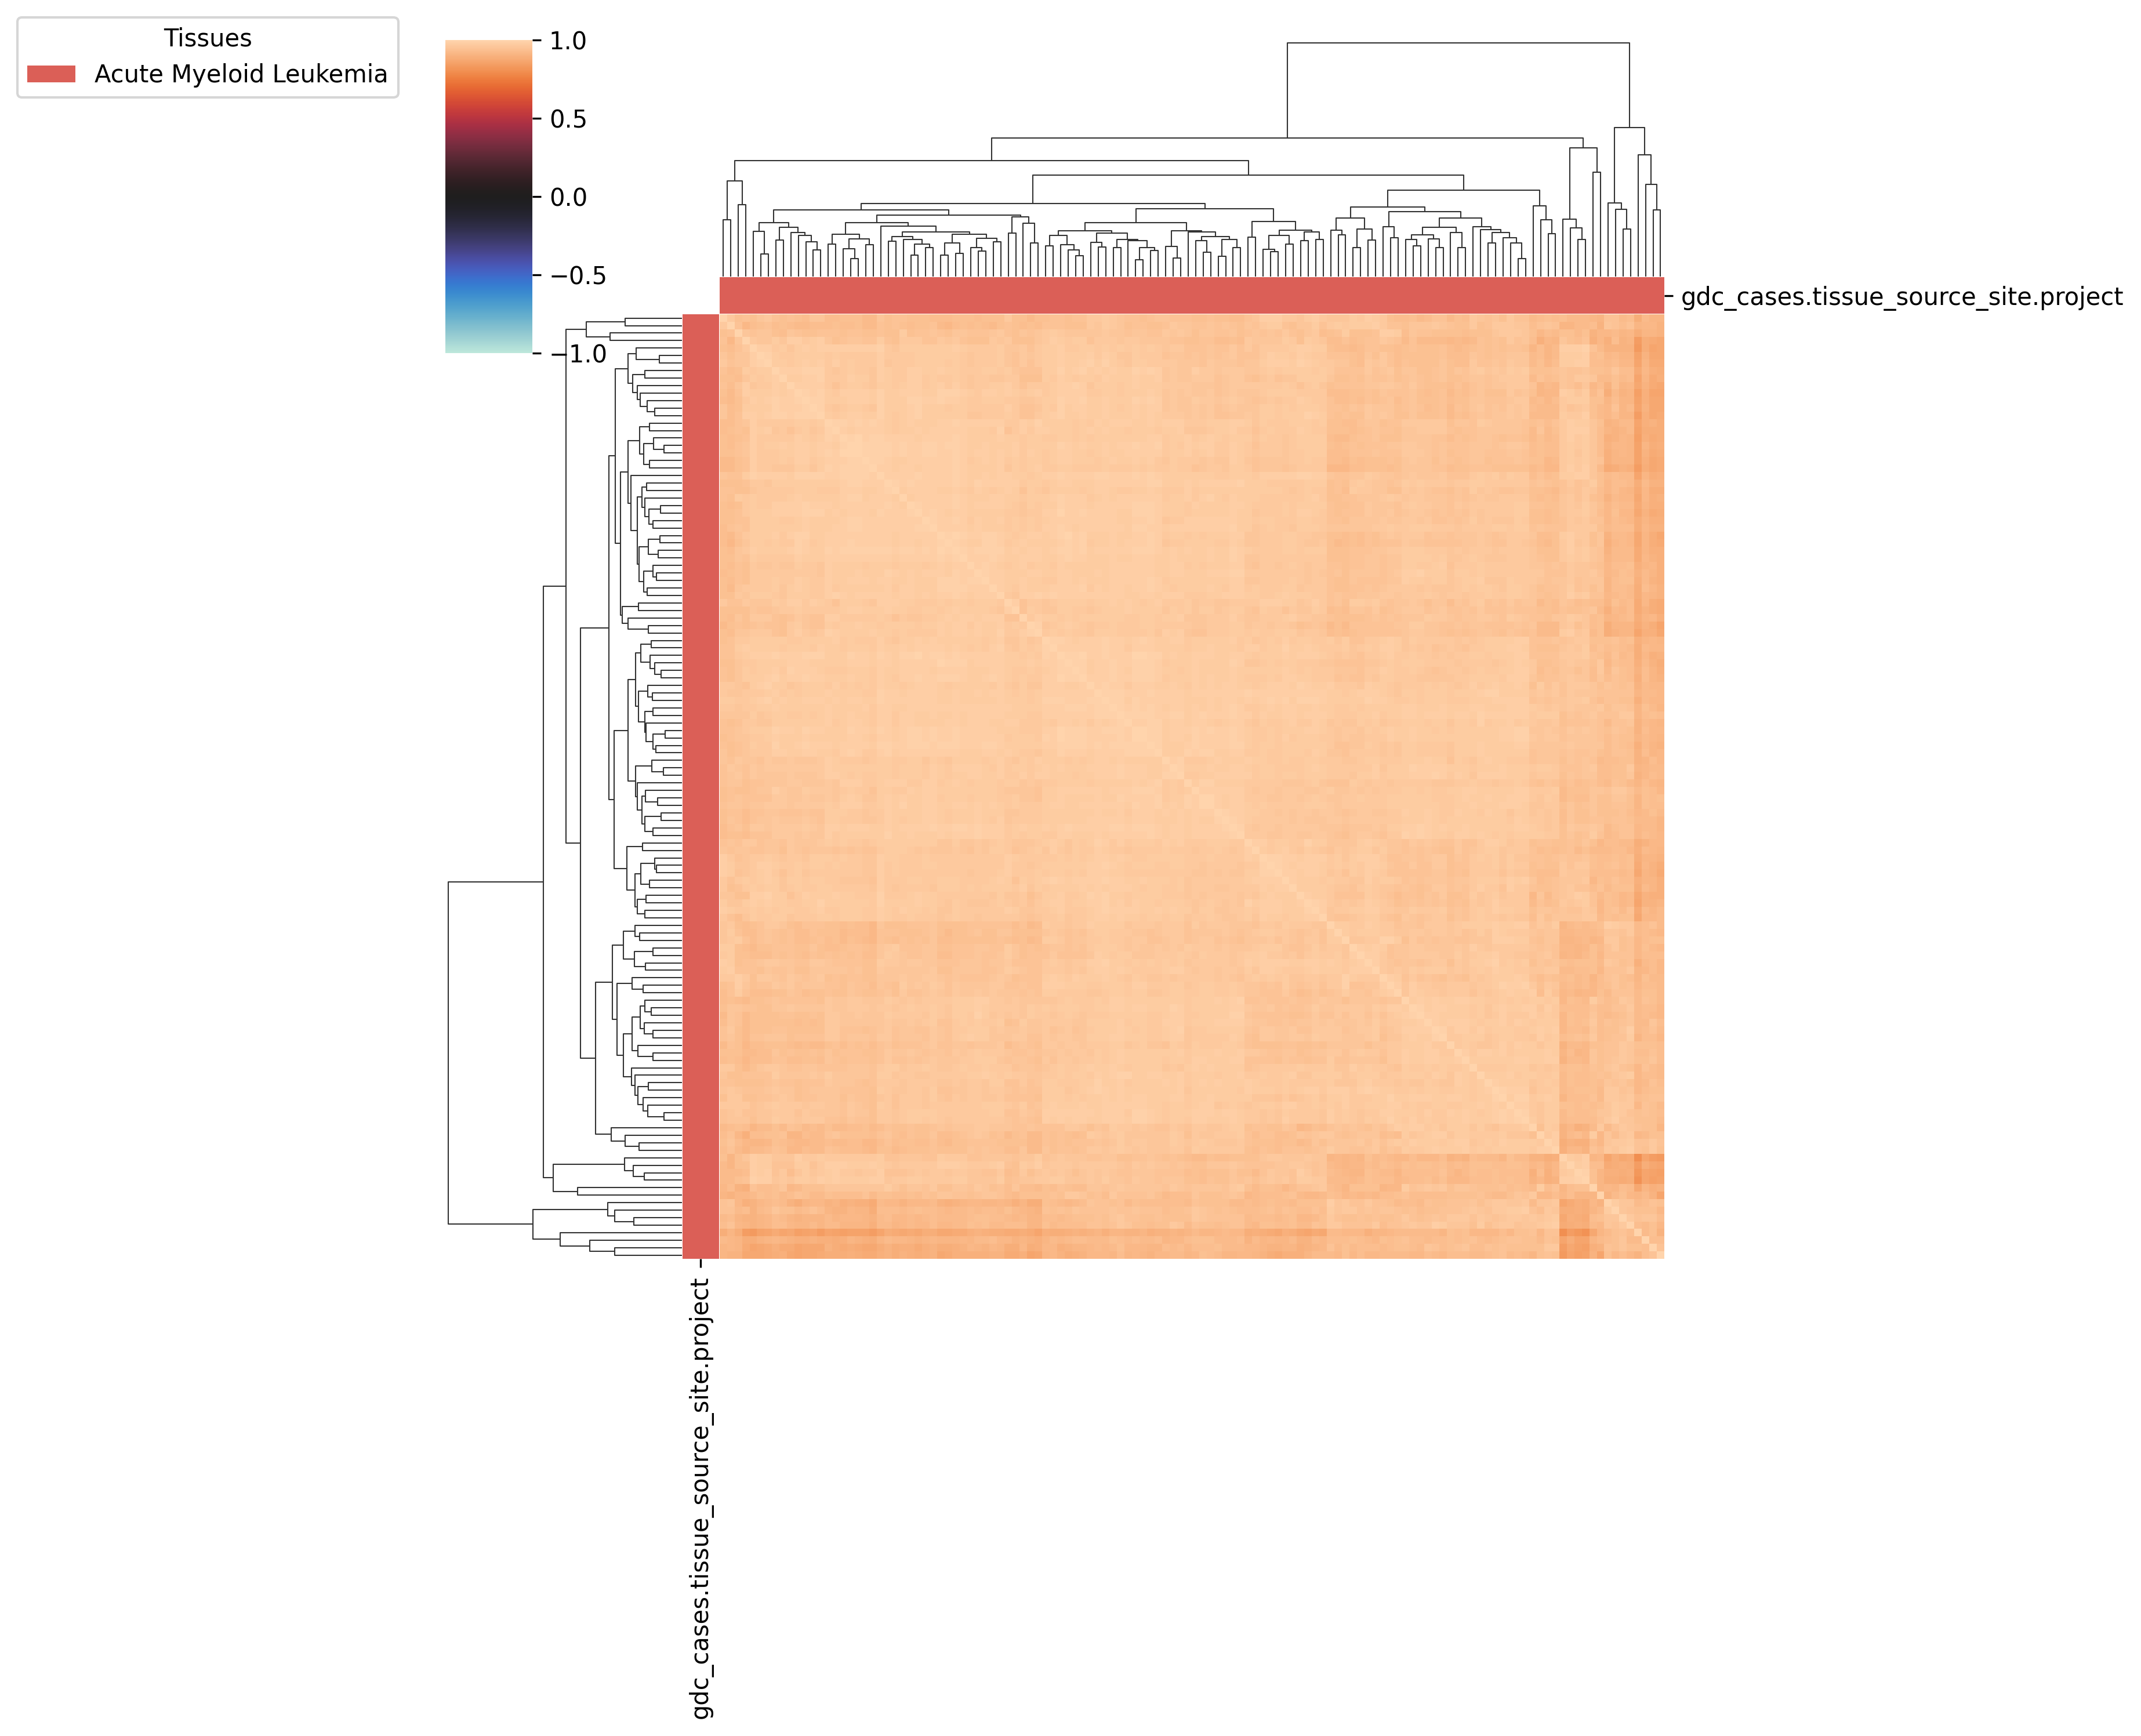 Tissues
Acute Myeloid Leukemia
1.0
0.5
0.0
−0.5
−1.0
gdc_cases.tissue_source_site.project
gdc_cases.tissue_source_site.project